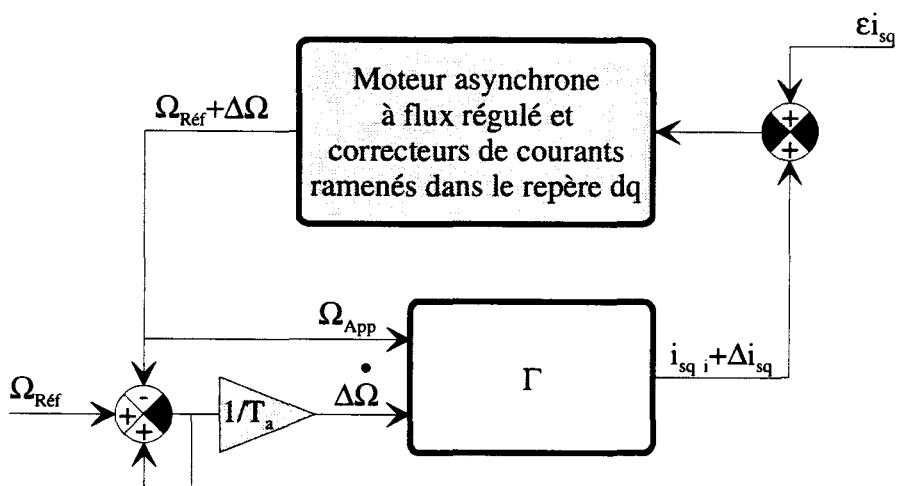 εi_sq
Moteur asynchrone
à flux régulé et
correcteurs de courants
ramenés dans le repère dq
Ω_Réf+ΔΩ
+
+
Ω_App
Γ
i_sq i+Δi_sq
Ω_Réf
-
+
+
1/T_a
ΔΩ̇